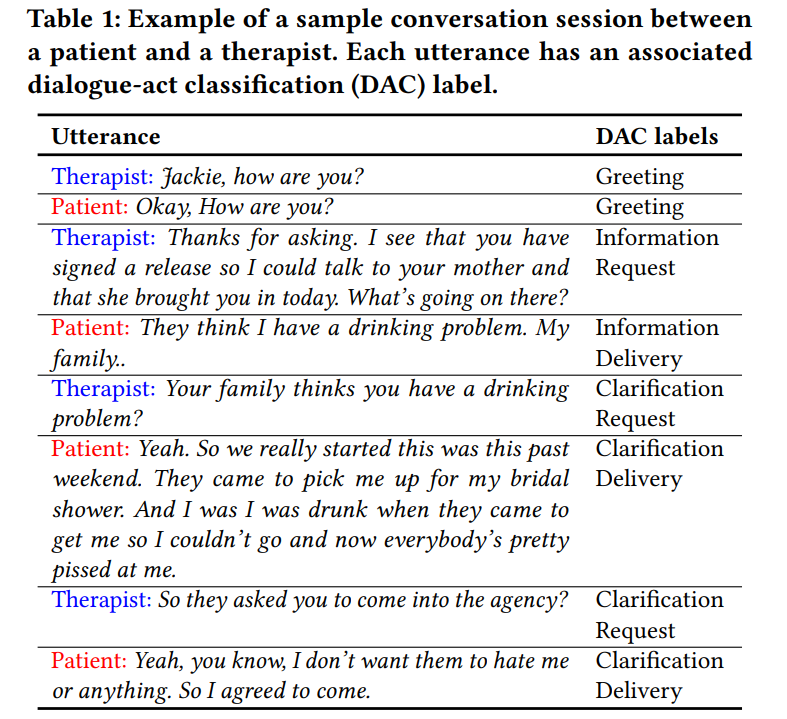 Table 1: Example of a sample conversation session between
a patient and a therapist. Each utterance has an associated
dialogue-act classification (DAC) label.
Utterance DAC labels
Therapist: Jackie, how are you? Greeting
Patient: Okay, How are you? Greeting
Therapist: Thanks for asking. I see that you have Information
signed a release so I could talk to your mother and Request
that she brought you in today. What's going on there?
Patient: They think I have a drinking problem. My Information
family.. Delivery
Therapist: Your family thinks you have a drinking Clarification
problem? Request
Patient: Yeah. So we really started this was this past Clarification
weekend. They came to pick me up for my bridal Delivery
shower. And I was I was drunk when they came to
get me so I couldn't go and now everybody's pretty
pissed at me.
Therapist: So they asked you to come into the agency? Clarification
Request
Patient: Yeah, you know, I don't want them to hate me Clarification
or anything. So I agreed to come. Delivery